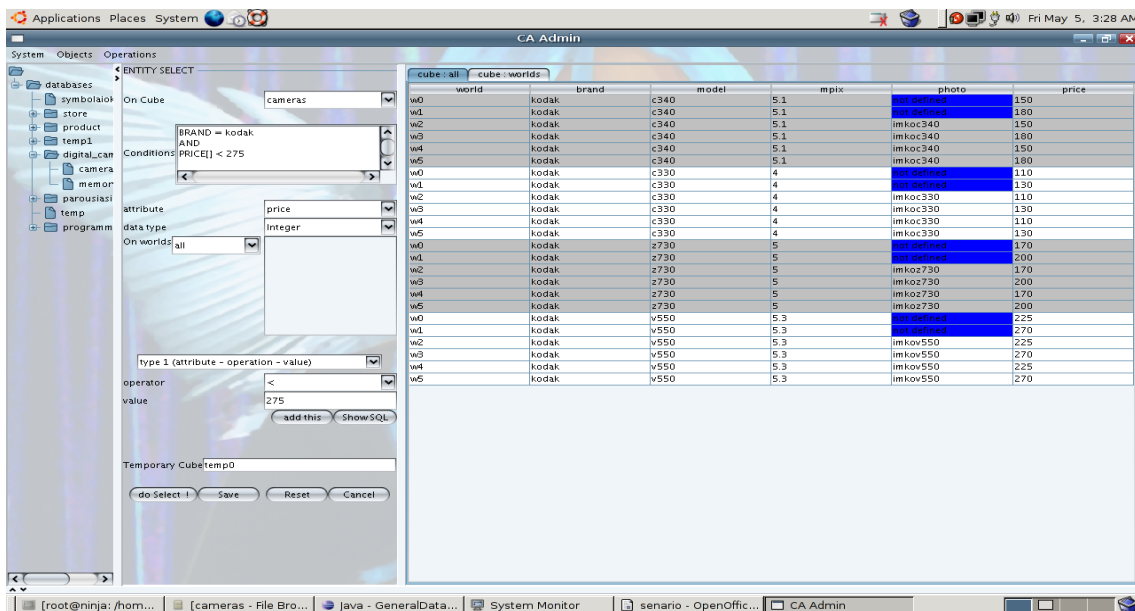 Applications Places System
Fri May 5, 3:28 AM
CA Admin
System Objects Operations
databases
symbolaiok
store
product
temp1
digital_can
camera
memor
parousiasi
temp
programm
ENTITY SELECT
On Cube cameras
Conditions
BRAND = kodak
AND
PRICE[] < 275
attribute price
data type Integer
On worlds all
type 1 (attribute - operation - value)
operator <
value 275
add this Show SQL
Temporary Cube temp0
do Select ! Save Reset Cancel
cube : all cube : worlds
world brand model mpix photo price
w0 kodak c340 5.1 not defined 150
w1 kodak c340 5.1 not defined 180
w2 kodak c340 5.1 imkoc340 150
w3 kodak c340 5.1 imkoc340 180
w4 kodak c340 5.1 imkoc340 150
w5 kodak c340 5.1 imkoc340 180
w0 kodak c330 4 not defined 110
w1 kodak c330 4 not defined 130
w2 kodak c330 4 imkoc330 110
w3 kodak c330 4 imkoc330 130
w4 kodak c330 4 imkoc330 110
w5 kodak c330 4 imkoc330 130
w0 kodak z730 5 not defined 170
w1 kodak z730 5 not defined 200
w2 kodak z730 5 imkoz730 170
w3 kodak z730 5 imkoz730 200
w4 kodak z730 5 imkoz730 170
w5 kodak z730 5 imkoz730 200
w0 kodak v550 5.3 not defined 225
w1 kodak v550 5.3 not defined 270
w2 kodak v550 5.3 imkov550 225
w3 kodak v550 5.3 imkov550 270
w4 kodak v550 5.3 imkov550 225
w5 kodak v550 5.3 imkov550 270
[root@ninja: /hom... [cameras - File Bro... Java - GeneralData... System Monitor senario - OpenOffic... CA Admin